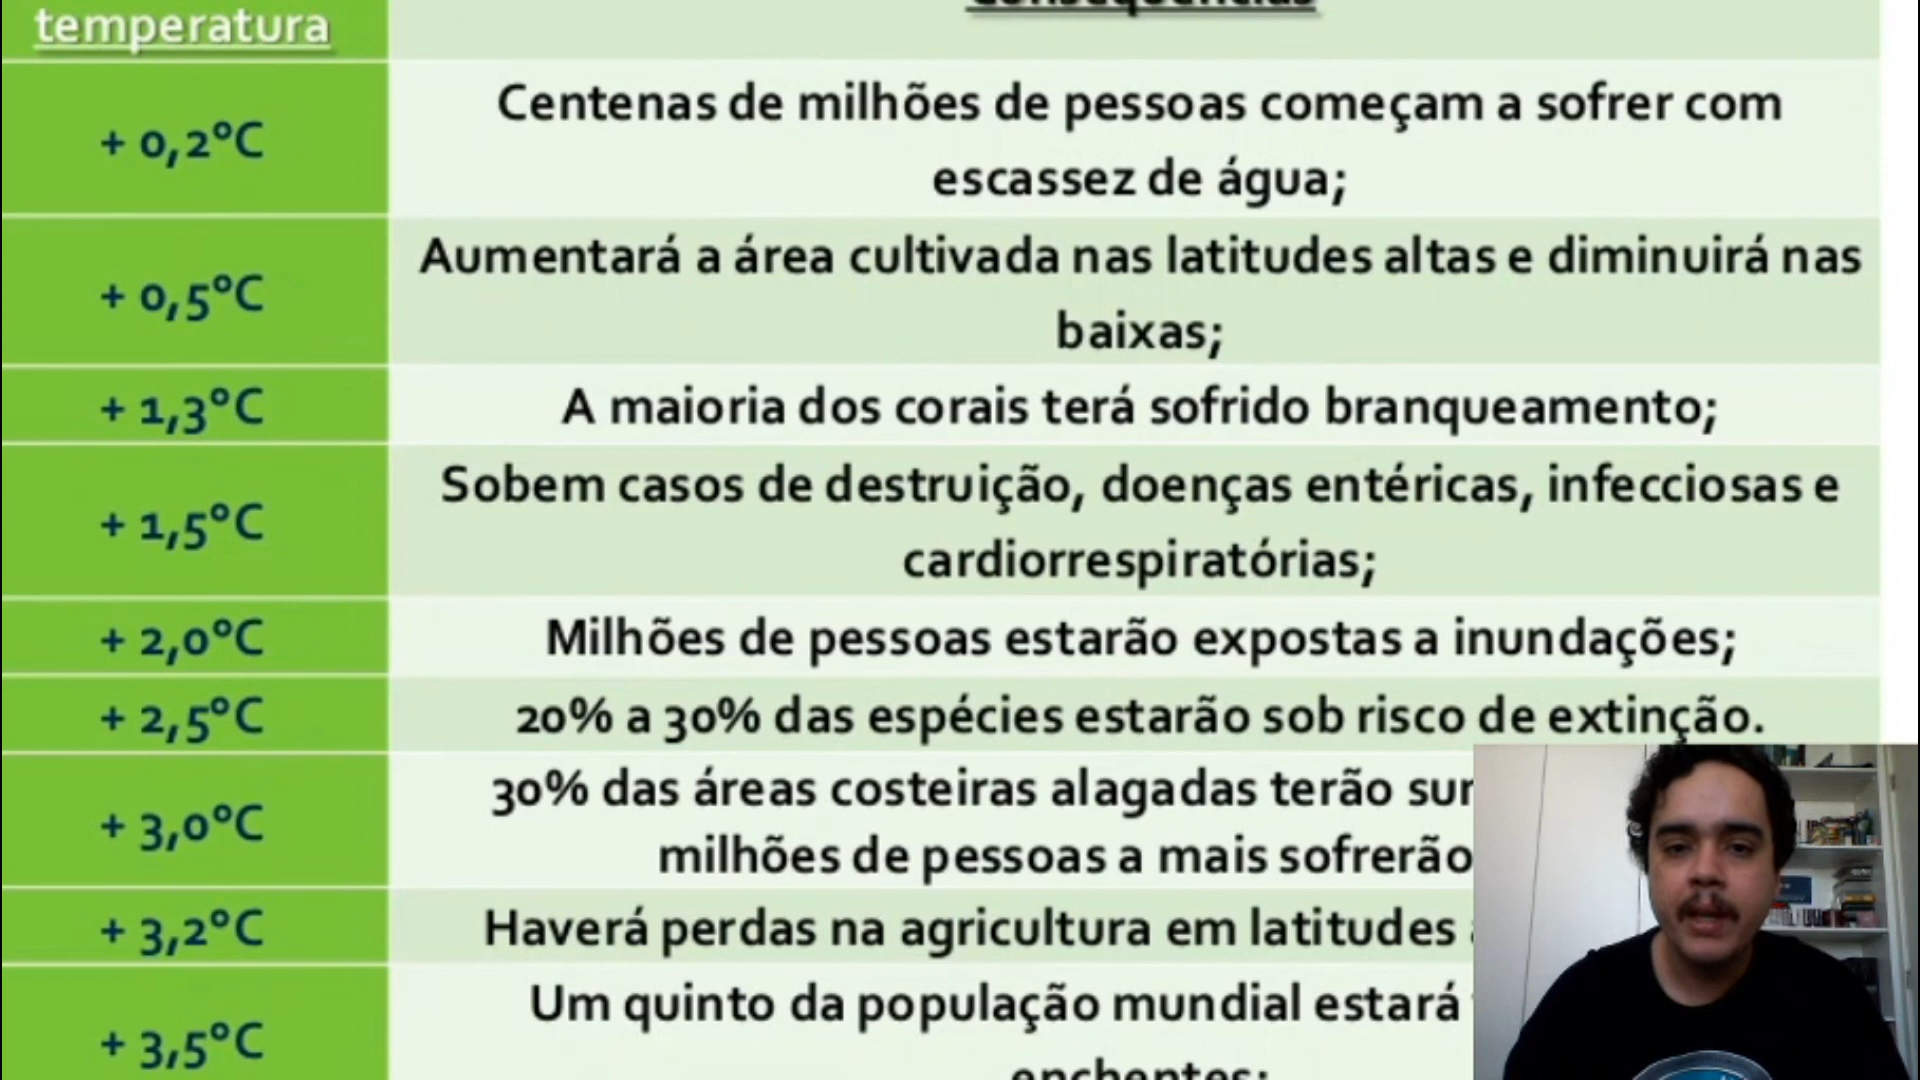 temperatura
Consequências
+ 0,2°C
Centenas de milhões de pessoas começam a sofrer com
escassez de água;
+ 0,5°C
Aumentará a área cultivada nas latitudes altas e diminuirá nas
baixas;
+ 1,3°C
A maioria dos corais terá sofrido branqueamento;
+ 1,5°C
Sobem casos de destruição, doenças entéricas, infecciosas e
cardiorrespiratórias;
+ 2,0°C
Milhões de pessoas estarão expostas a inundações;
+ 2,5°C
20% a 30% das espécies estarão sob risco de extinção.
+ 3,0°C
30% das áreas costeiras alagadas terão
milhões de pessoas a mais sofrerão
+ 3,2°C
Haverá perdas na agricultura em latitudes
+ 3,5°C
Um quinto da população mundial estará
enchentes;